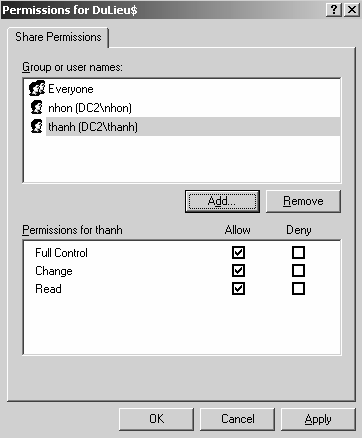 Permissions for DuLieu$
Share Permissions
Group or user names:
Everyone
nhon (DC2\nhon)
thanh (DC2\thanh)
Add... Remove
Permissions for thanh Allow Deny
Full Control
Change
Read
OK Cancel Apply